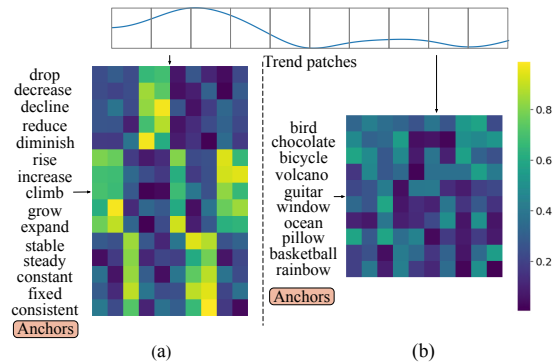 Trend patches
drop
decrease
decline
reduce
diminish
rise
increase
climb
grow
expand
stable
steady
constant
fixed
consistent
Anchors
(a)
bird
chocolate
bicycle
volcano
guitar
window
ocean
pillow
basketball
rainbow
Anchors
(b)
0.8
0.6
0.4
0.2